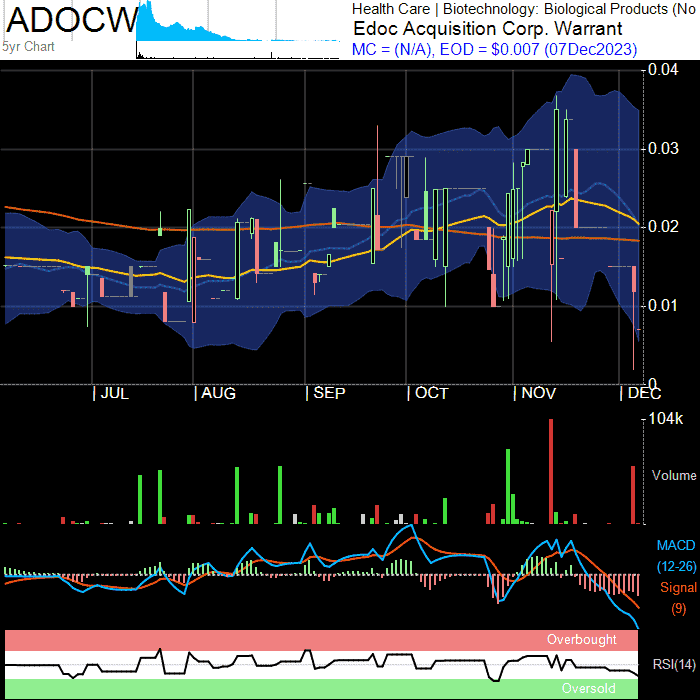 ADOCW
Health Care | Biotechnology: Biological Products (No
Edoc Acquisition Corp. Warrant
5yr Chart
MC = (N/A), EOD = $0.007 (07Dec2023)
0.04
0.03
0.02
0.01
0
| JUL | AUG | SEP | OCT | NOV | DEC
104k
Volume
MACD
(12-26)
Signal
(9)
Overbought
RSI(14)
Oversold